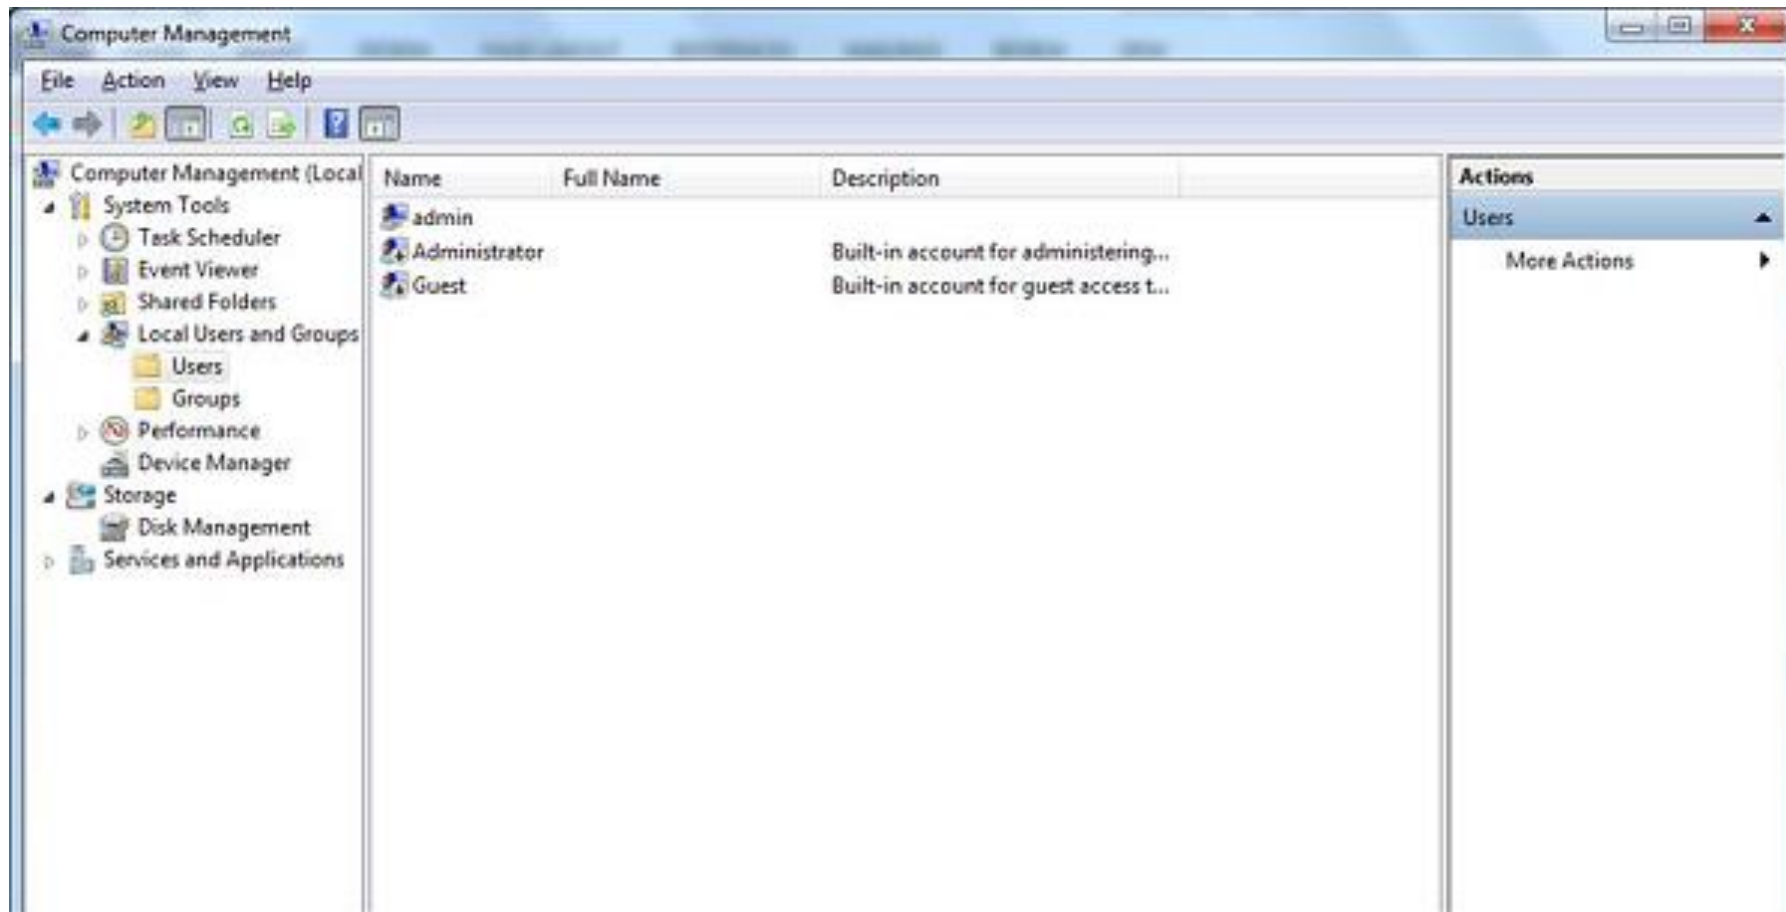 Computer Management
File Action View Help
Computer Management (Local
System Tools
Task Scheduler
Event Viewer
Shared Folders
Local Users and Groups
Users
Groups
Performance
Device Manager
Storage
Disk Management
Services and Applications
Name Full Name Description
admin
Administrator Built-in account for administering...
Guest Built-in account for guest access t...
Actions
Users
More Actions